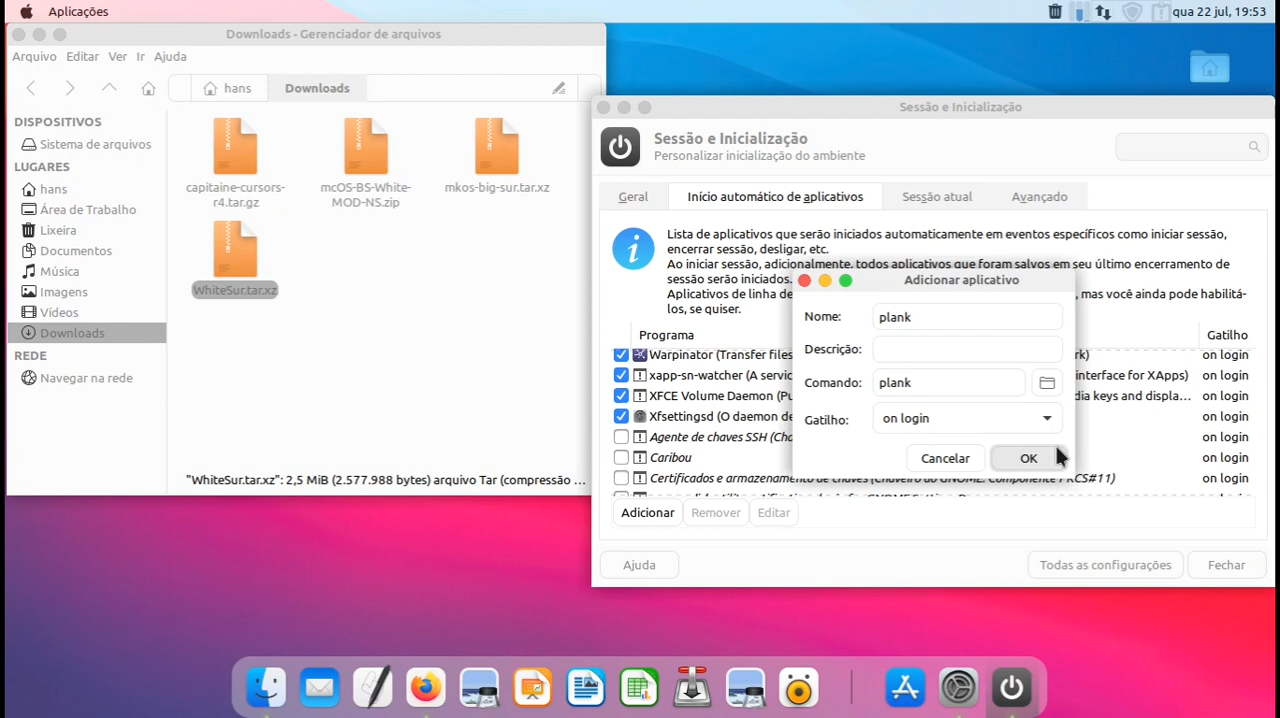 Aplicações
qua 22 jul, 19:53
Downloads - Gerenciador de arquivos
Arquivo Editar Ver Ir Ajuda
hans
Downloads
DISPOSITIVOS
Sistema de arquivos
LUGARES
hans
Área de Trabalho
Lixeira
Documentos
Música
Imagens
Vídeos
Downloads
REDE
Navegar na rede
capitaine-cursors-
r4.tar.gz
mcOS-BS-White-
MOD-NS.zip
mkos-big-sur.tar.xz
WhiteSur.tar.xz
"WhiteSur.tar.xz": 2,5 MiB (2.577.988 bytes) arquivo Tar (compressão ...
Sessão e Inicialização
Sessão e Inicialização
Personalizar inicialização do ambiente
Geral
Início automático de aplicativos
Sessão atual
Avançado
Lista de aplicativos que serão iniciados automaticamente em eventos específicos como iniciar sessão,
encerrar sessão, desligar, etc.
Ao iniciar sessão, adicionalmente, todos aplicativos que foram salvos em seu último encerramento de
sessão serão iniciados.
Aplicativos de linha de mas você ainda pode habilitá-
los, se quiser.
Programa
Gatilho
Warpinator (Transfer files rk) on login
xapp-sn-watcher (A servic interface for XApps) on login
XFCE Volume Daemon (Pu dia keys and displa... on login
Xfsettingsd (O daemon de on login
Agente de chaves SSH (Cha on login
Caribou on login
Certificados e armazenamento de chaves (Chaveiro do GNOME: Componente PKCS#11) on login
Adicionar
Remover
Editar
Ajuda
Todas as configurações
Fechar
Adicionar aplicativo
Nome: plank
Descrição:
Comando: plank
Gatilho: on login
Cancelar
OK